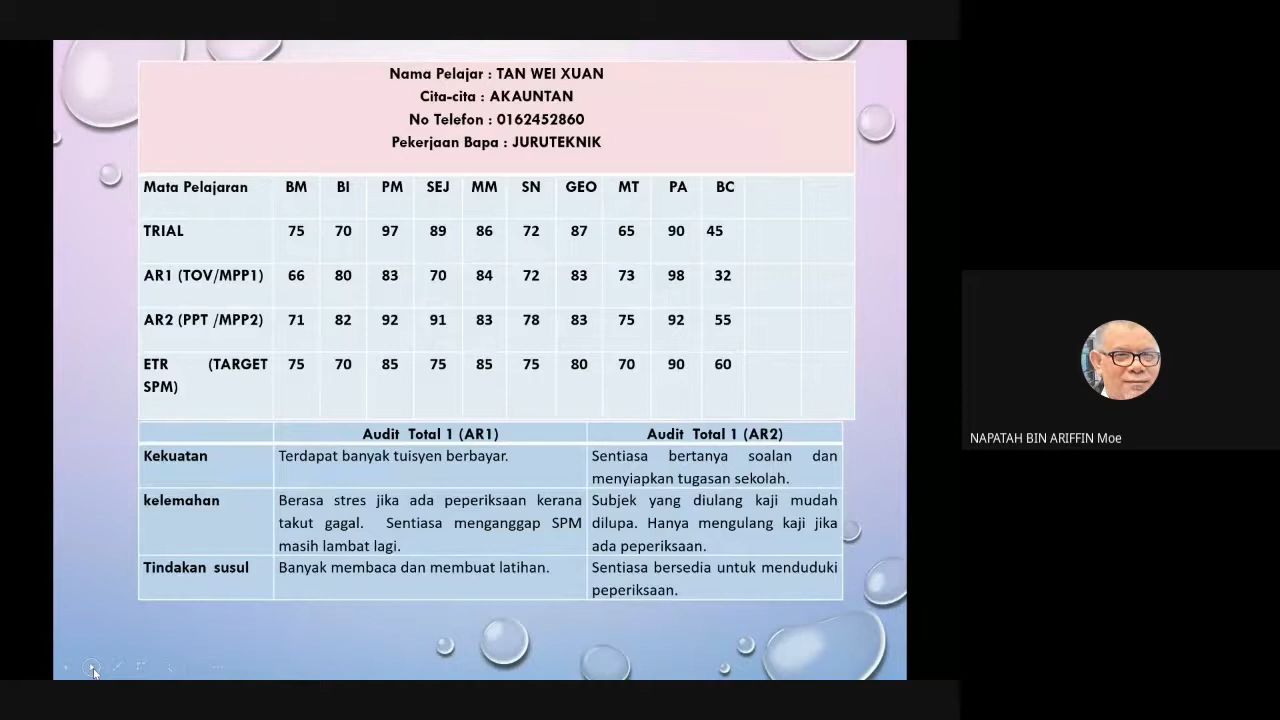 Nama Pelajar : TAN WEI XUAN
Cita-cita : AKAUNTAN
No Telefon : 0162452860
Pekerjaan Bapa : JURUTEKNIK
Mata Pelajaran BM BI PM SEJ MM SN GEO MT PA BC
TRIAL 75 70 97 89 86 72 87 65 90 45
AR1 (TOV/MPP1) 66 80 83 70 84 72 83 73 98 32
AR2 (PPT /MPP2) 71 82 92 91 83 78 83 75 92 55
ETR (TARGET 75 70 85 75 85 75 80 70 90 60
SPM)
Audit Total 1 (AR1) Audit Total 1 (AR2)
Kekuatan Terdapat banyak tuisyen berbayar. Sentiasa bertanya soalan dan
menyiapkan tugasan sekolah.
kelemahan Berasa stres jika ada peperiksaan kerana Subjek yang diulang kaji mudah
takut gagal. Sentiasa menganggap SPM dilupa. Hanya mengulang kaji jika
masih lambat lagi. ada peperiksaan.
Tindakan susul Banyak membaca dan membuat latihan. Sentiasa bersedia untuk menduduki
peperiksaan.
NAPATAH BIN ARIFFIN Moe